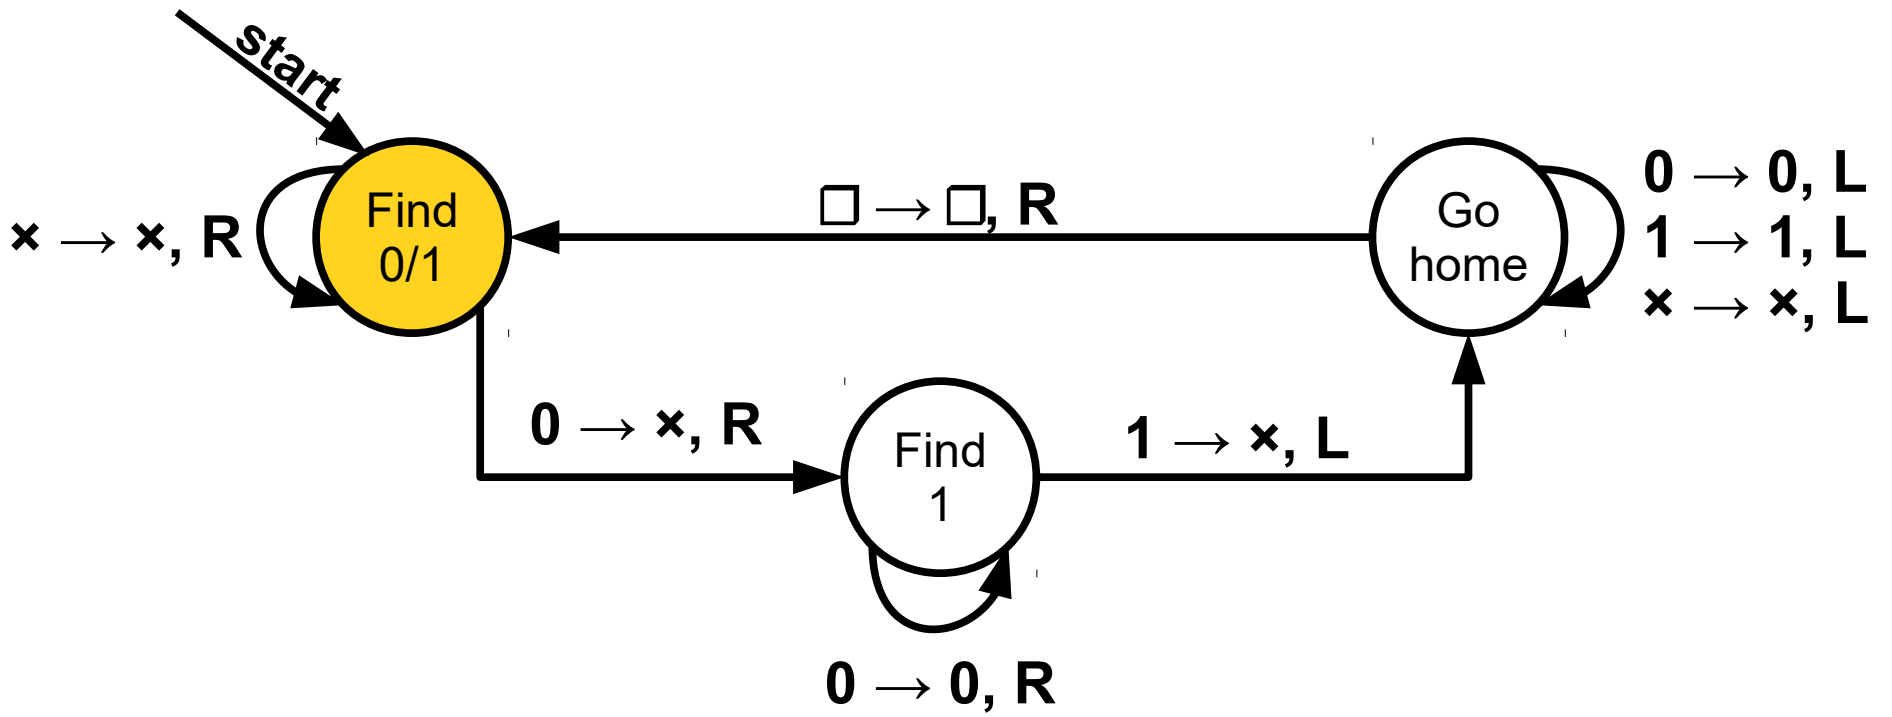 start
Find
0/1
× → ×, R
□ → □, R
Go
home
0 → 0, L
1 → 1, L
× → ×, L
0 → ×, R
Find
1
1 → ×, L
0 → 0, R